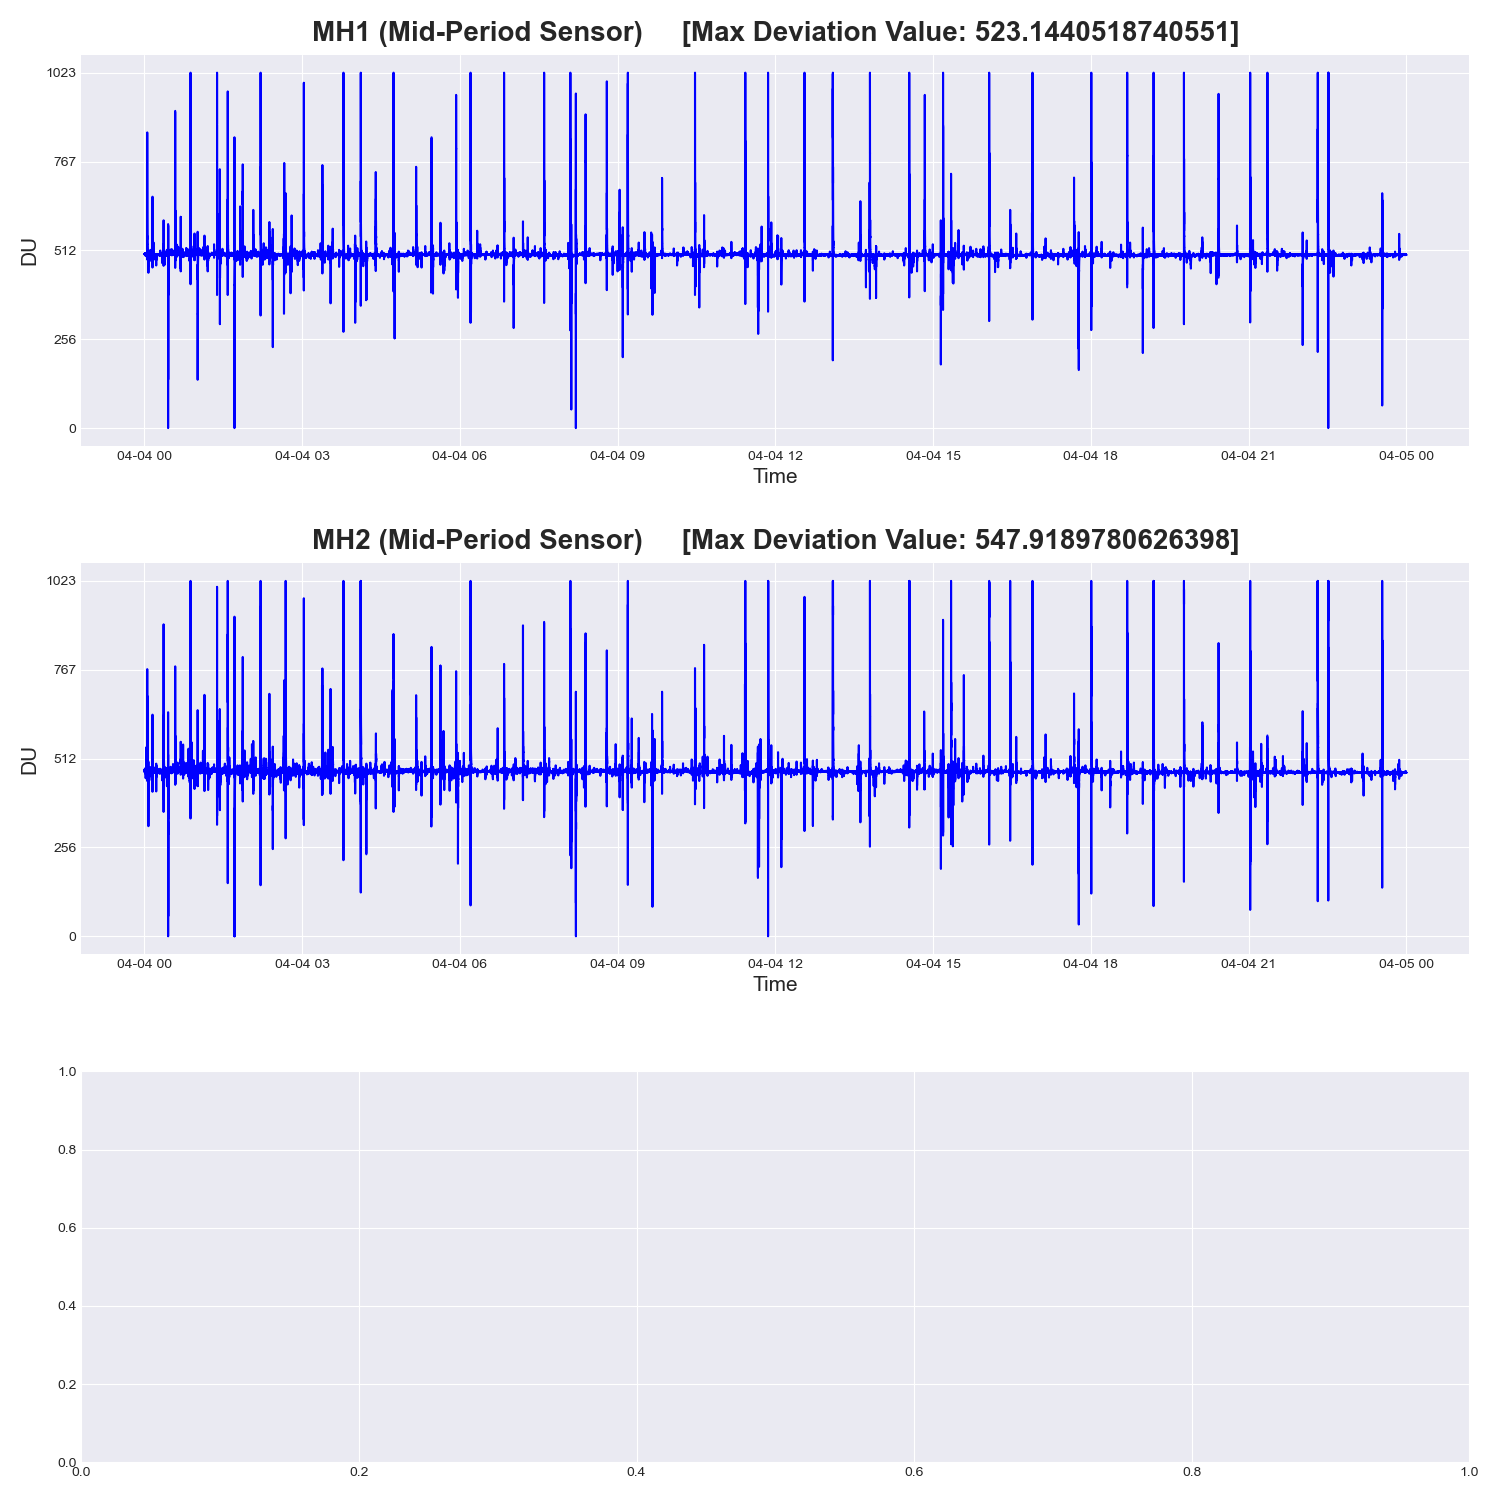 MH1 (Mid-Period Sensor) [Max Deviation Value: 523.1440518740551]
1023
767
512
256
0
DU
04-04 00 04-04 03 04-04 06 04-04 09 04-04 12 04-04 15 04-04 18 04-04 21 04-05 00
Time
MH2 (Mid-Period Sensor) [Max Deviation Value: 547.9189780626398]
1023
767
512
256
0
DU
04-04 00 04-04 03 04-04 06 04-04 09 04-04 12 04-04 15 04-04 18 04-04 21 04-05 00
Time
1.0
0.8
0.6
0.4
0.2
0.0
0.0 0.2 0.4 0.6 0.8 1.0